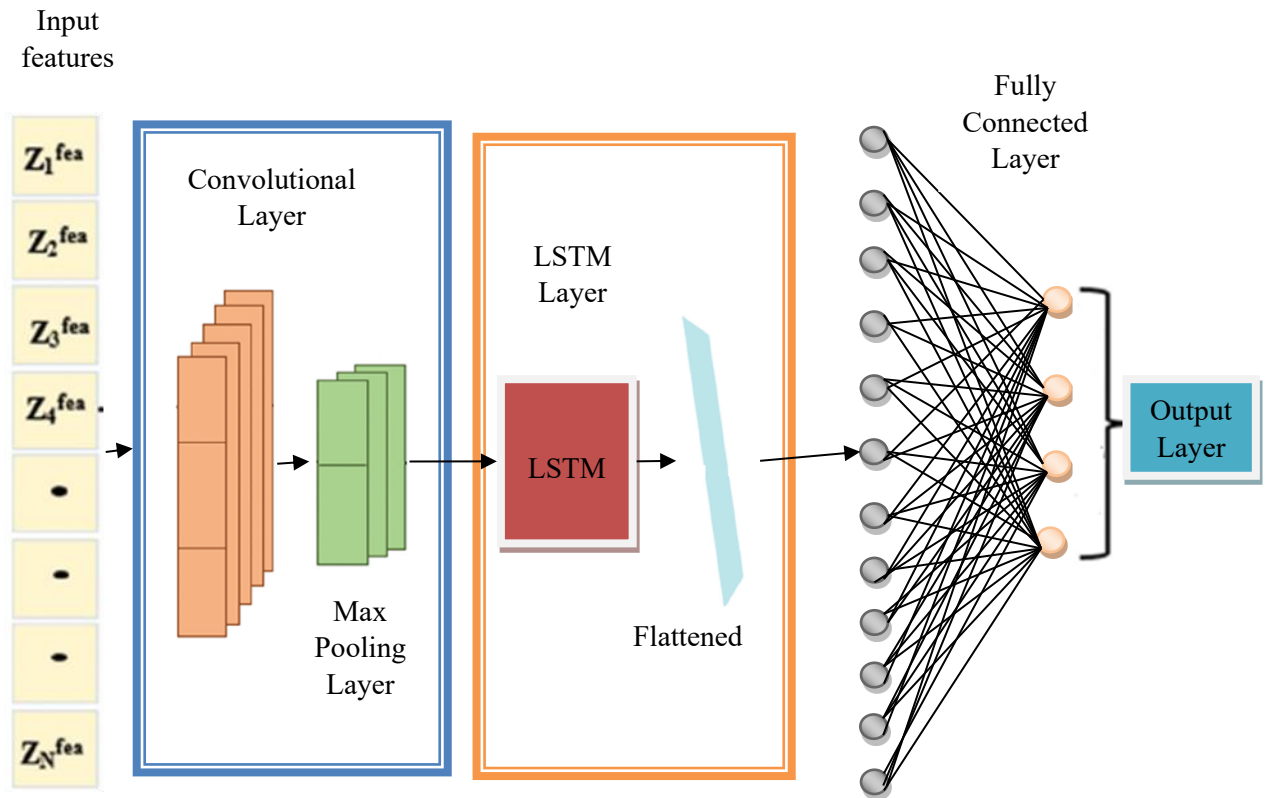 Input
features
Z₁ᶠᵉᵃ
Z₂ᶠᵉᵃ
Z₃ᶠᵉᵃ
Z₄ᶠᵉᵃ
Z_Nᶠᵉᵃ
Convolutional
Layer
Max
Pooling
Layer
LSTM
Layer
LSTM
Flattened
Fully
Connected
Layer
Output
Layer